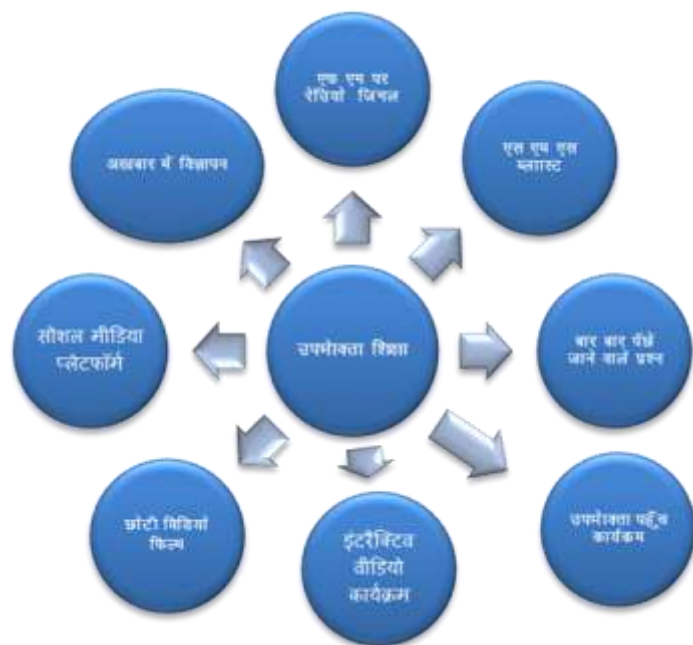 एफ एम पर
रेडियो जिंगल
एस एम एस
ब्लास्ट
बार बार पूँछे
जाने वाले प्रश्न
उपभोक्ता पहुँच
कार्यक्रम
इंटरैक्टिव
वीडियो
कार्यक्रम
छोटी विडियो
फिल्म
सोशल मीडिया
प्लेटफॉर्म
अखबार में विज्ञापन
उपभोक्ता शिक्षा